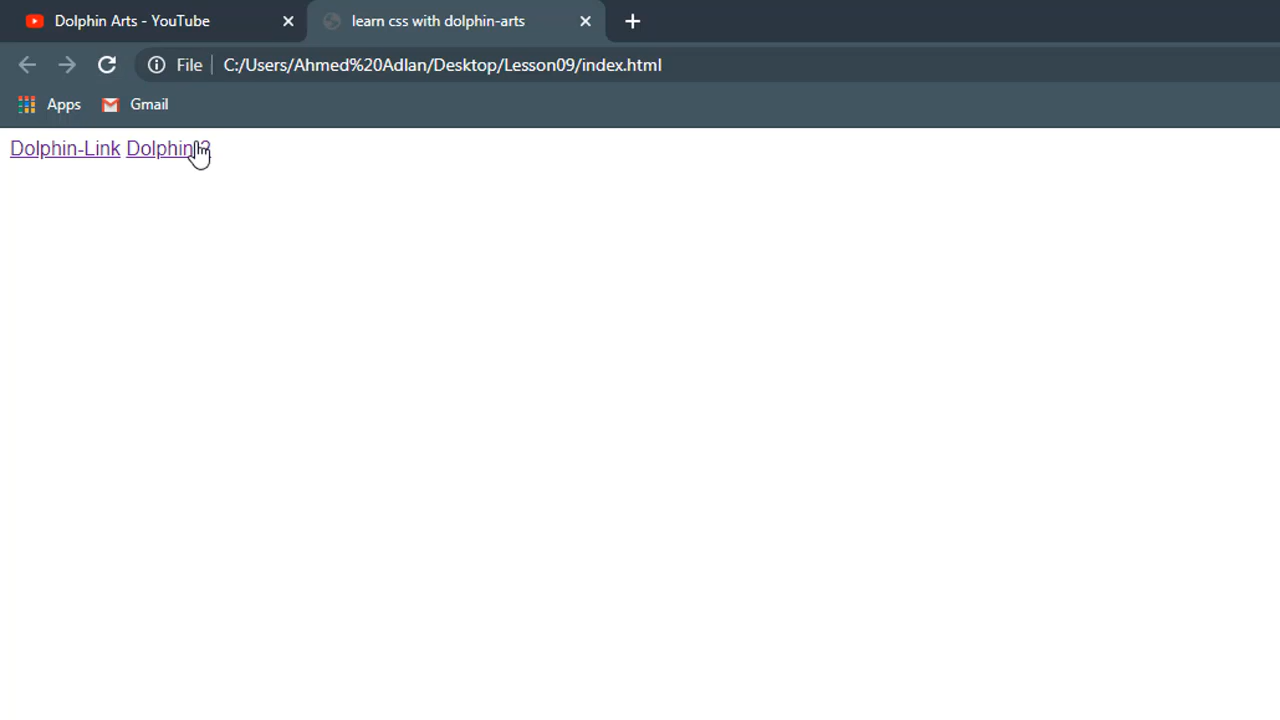 Dolphin Arts - YouTube
learn css with dolphin-arts
File
C:/Users/Ahmed%20Adlan/Desktop/Lesson09/index.html
Apps
Gmail
Dolphin-Link Dolphin